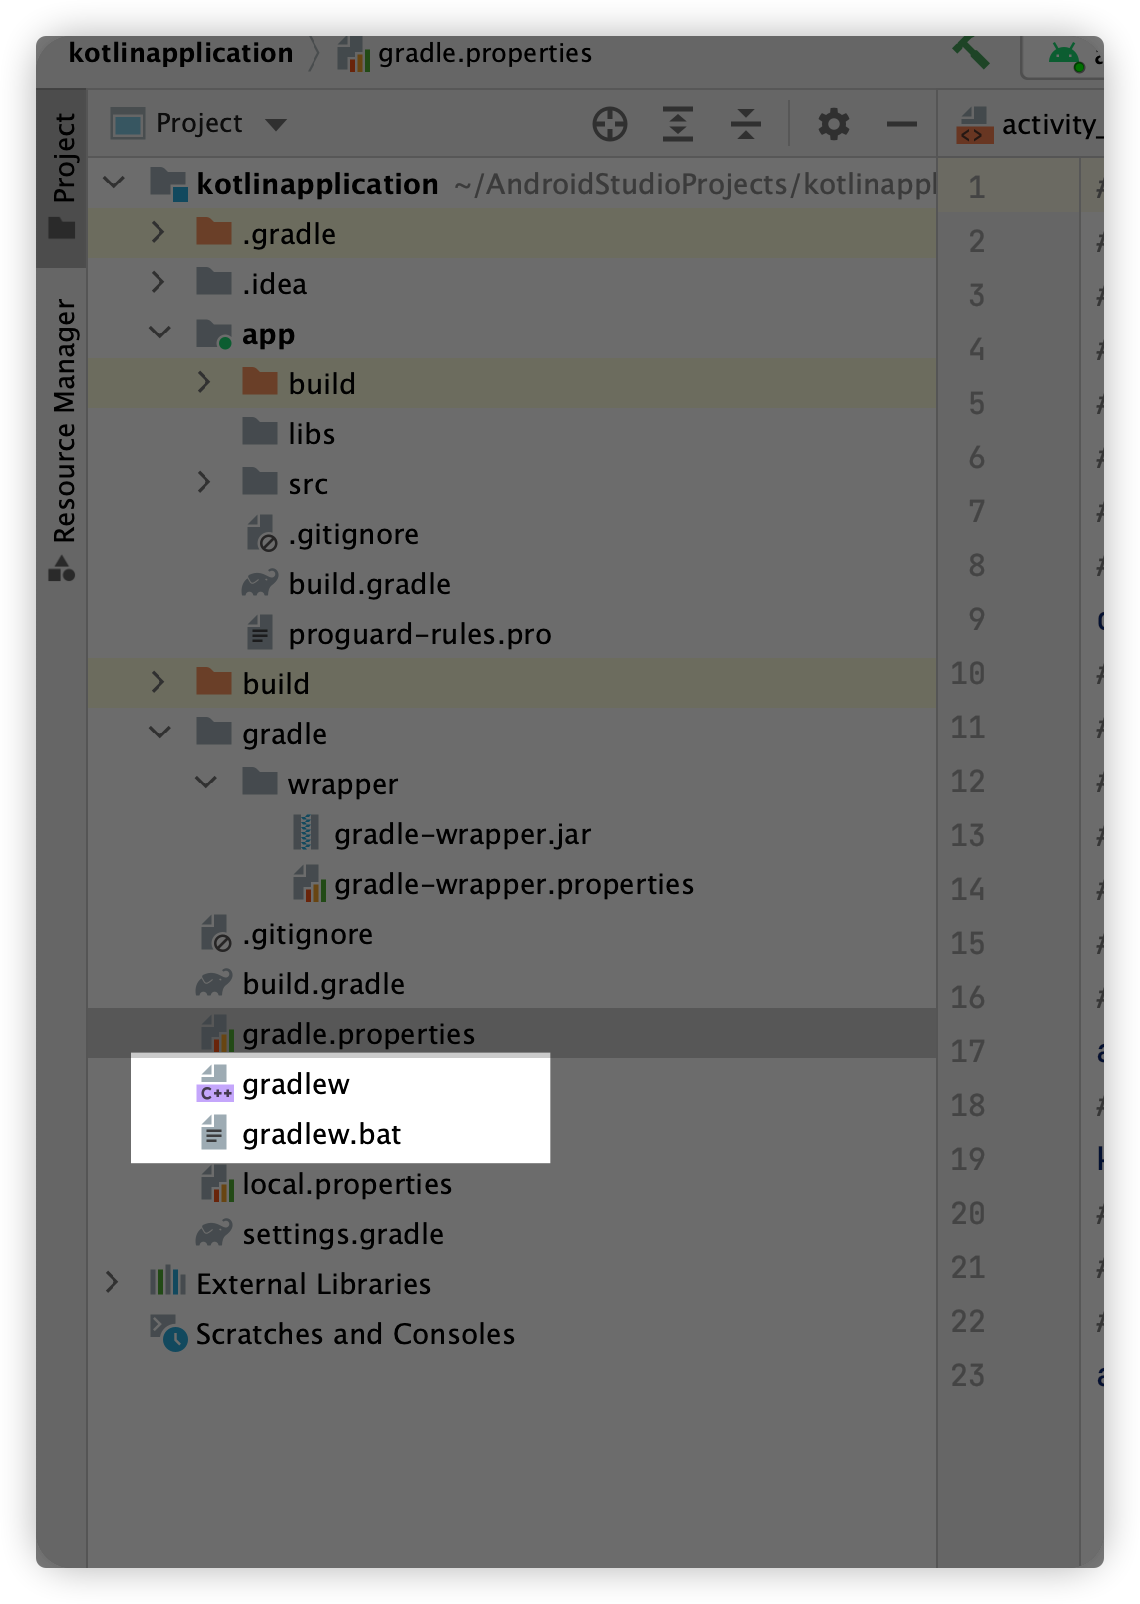 kotlinapplication gradle.properties
Project
Project
Resource Manager
activity_
kotlinapplication ~/AndroidStudioProjects/kotlinappl
.gradle
.idea
app
build
libs
src
.gitignore
build.gradle
proguard-rules.pro
build
gradle
wrapper
gradle-wrapper.jar
gradle-wrapper.properties
.gitignore
build.gradle
gradle.properties
C++ gradlew
gradlew.bat
local.properties
settings.gradle
External Libraries
Scratches and Consoles
1 #
2 #
3 #
4 #
5 #
6 #
7 #
8 #
9
10 #
11 #
12 #
13 #
14 #
15 #
16 #
17
18 #
19
20 #
21 #
22 #
23